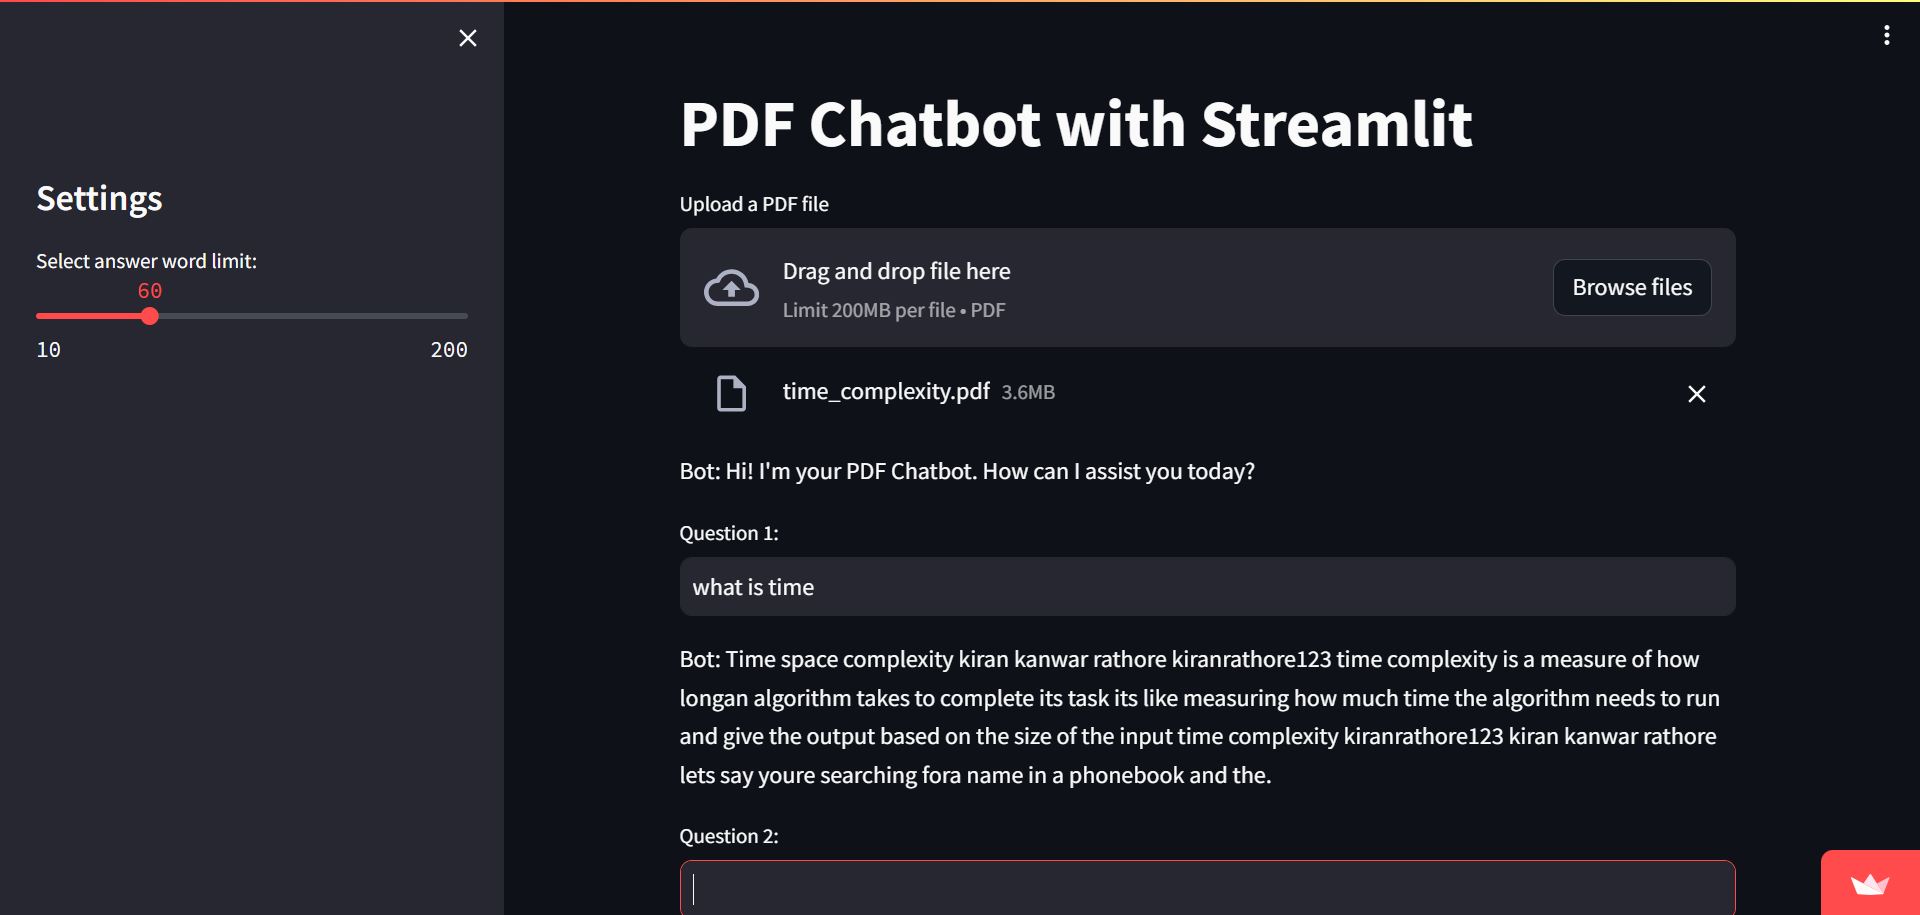 Settings
Select answer word limit:
60
10
200
PDF Chatbot with Streamlit
Upload a PDF file
Drag and drop file here
Limit 200MB per file • PDF
Browse files
time_complexity.pdf 3.6MB
Bot: Hi! I'm your PDF Chatbot. How can I assist you today?
Question 1:
what is time
Bot: Time space complexity kiran kanwar rathore kiranrathore123 time complexity is a measure of how
longan algorithm takes to complete its task its like measuring how much time the algorithm needs to run
and give the output based on the size of the input time complexity kiranrathore123 kiran kanwar rathore
lets say youre searching fora name in a phonebook and the.
Question 2: